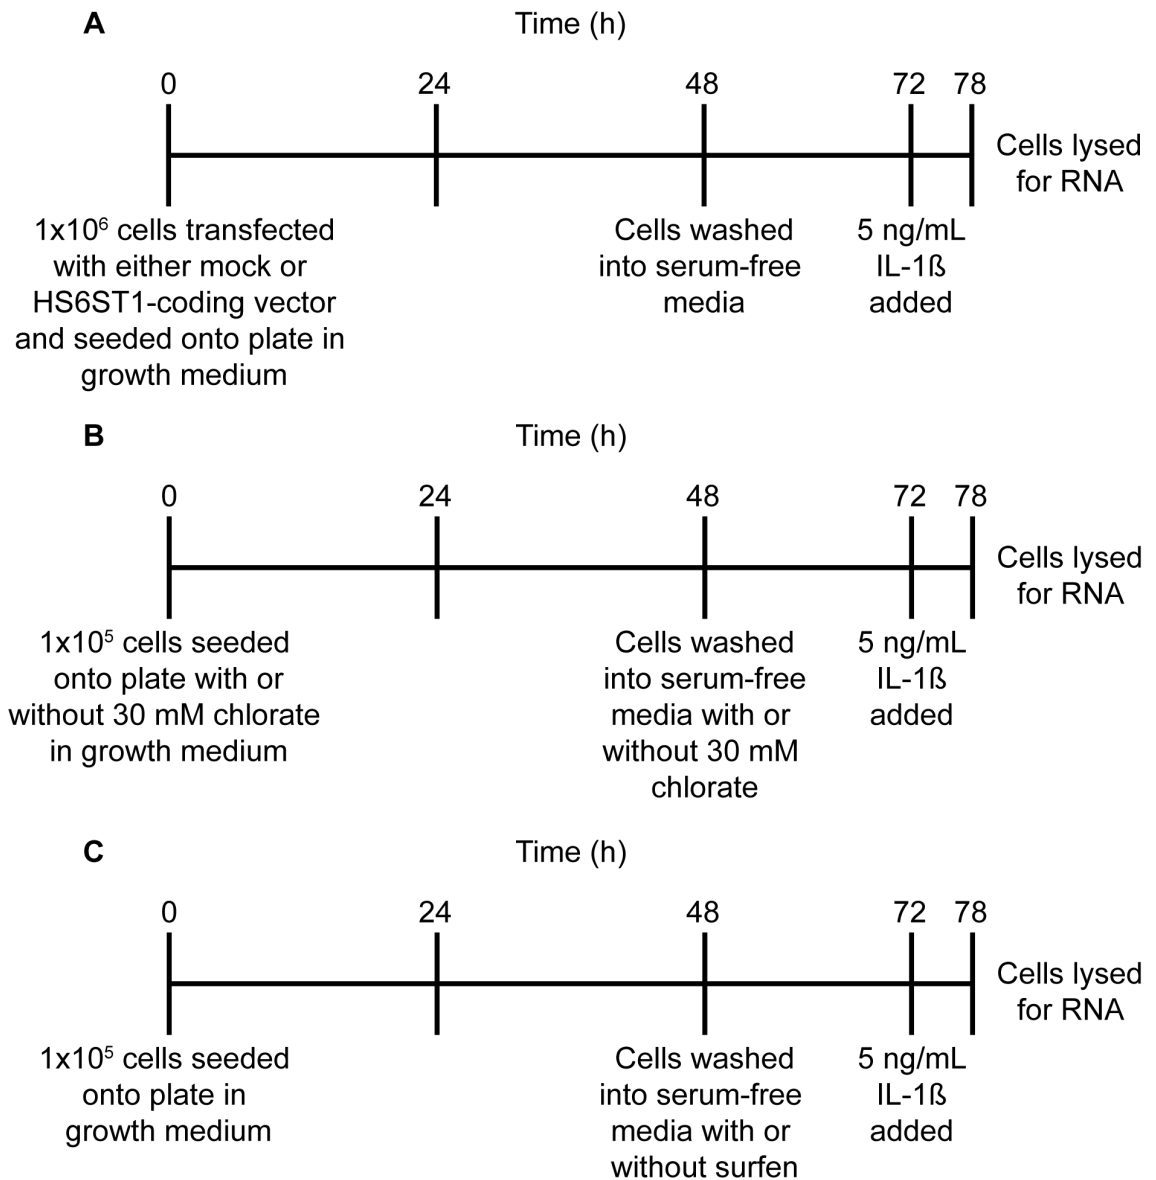 A
Time (h)
0 24 48 72 78
Cells lysed
for RNA
1x10⁶ cells transfected
with either mock or
HS6ST1-coding vector
and seeded onto plate in
growth medium
Cells washed
into serum-free
media
5 ng/mL
IL-1ß
added
B
Time (h)
0 24 48 72 78
Cells lysed
for RNA
1x10⁵ cells seeded
onto plate with or
without 30 mM chlorate
in growth medium
Cells washed
into serum-free
media with or
without 30 mM
chlorate
5 ng/mL
IL-1ß
added
C
Time (h)
0 24 48 72 78
Cells lysed
for RNA
1x10⁵ cells seeded
onto plate in
growth medium
Cells washed
into serum-free
media with or
without surfen
5 ng/mL
IL-1ß
added